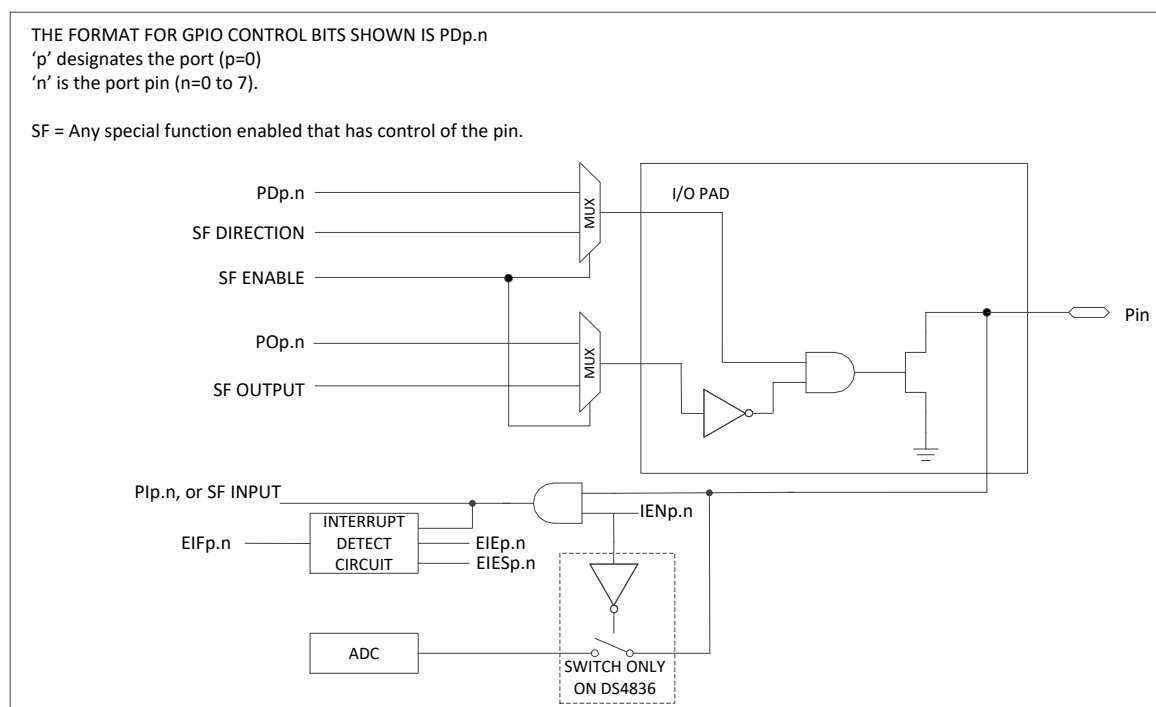 THE FORMAT FOR GPIO CONTROL BITS SHOWN IS PDp.n
‘p’ designates the port (p=0)
‘n’ is the port pin (n=0 to 7).
SF = Any special function enabled that has control of the pin.
PDp.n
SF DIRECTION
SF ENABLE
MUX
I/O PAD
POp.n
SF OUTPUT
MUX
Pin
PIp.n, or SF INPUT
IENp.n
INTERRUPT
DETECT
CIRCUIT
EIFp.n
EIEp.n
EIESp.n
ADC
SWITCH ONLY
ON DS4836